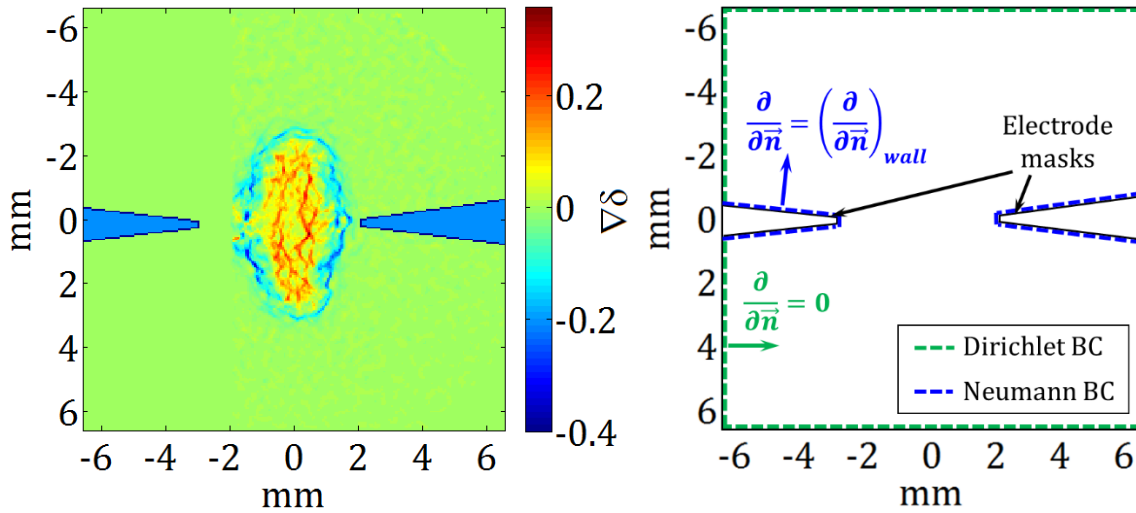 -6
-4
-2
0
2
4
6
mm
-6 -4 -2 0 2 4 6
mm
0.2
0
-0.2
-0.4
∇δ
-6
-4
-2
0
2
4
6
mm
-6 -4 -2 0 2 4 6
mm
∂/∂n⃗ = (∂/∂n⃗)wall
Electrode
masks
∂/∂n⃗ = 0
Dirichlet BC
Neumann BC